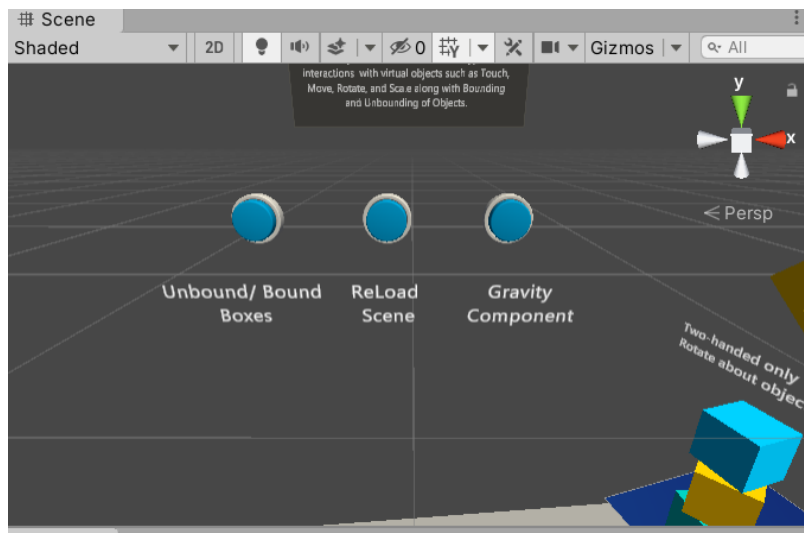 Scene
Shaded 2D 0 Gizmos All
interactions with virtual objects such as Touch,
Move, Rotate, and Scale along with Bounding
and Unbounding of Objects.
y
x
Persp
Unbound/ Bound
Boxes
ReLoad
Scene
Gravity
Component
Two-handed only
Rotate about objec